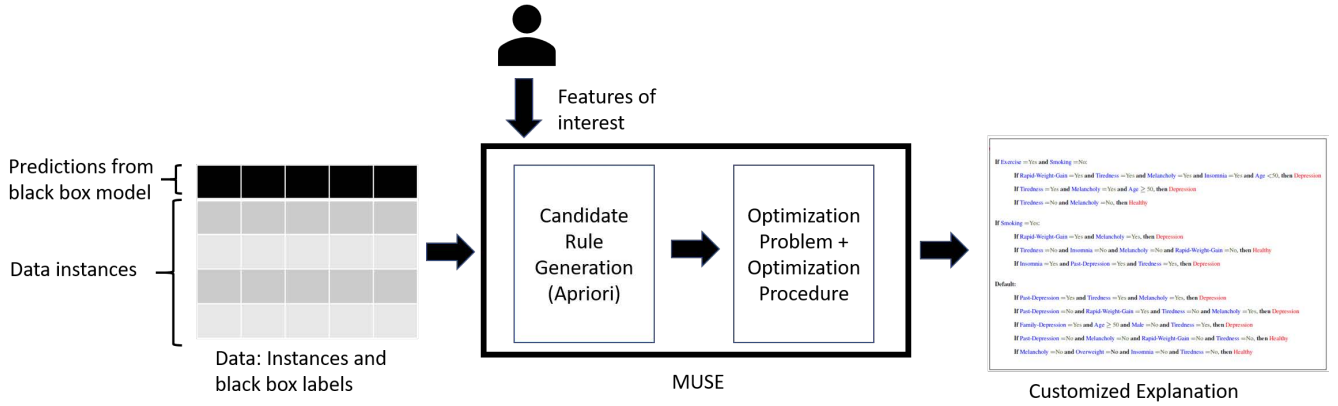 Features of
interest
Predictions from
black box model
Data instances
Data: Instances and
black box labels
Candidate
Rule
Generation
(Apriori)
Optimization
Problem +
Optimization
Procedure
MUSE
If Exercise =Yes and Smoking =No:
If Rapid-Weight-Gain =Yes and Tiredness =Yes and Melancholy =Yes and Insomnia =Yes and Age <50, then Depression
If Tiredness =Yes and Melancholy =Yes and Age ≥ 50, then Depression
If Tiredness =No and Melancholy =No, then Healthy
If Smoking =Yes:
If Rapid-Weight-Gain =Yes and Melancholy =Yes, then Depression
If Tiredness =No and Insomnia =No and Melancholy =No and Rapid-Weight-Gain =No, then Healthy
If Insomnia =Yes and Past-Depression =Yes and Tiredness =Yes, then Depression
Default:
If Past-Depression =Yes and Tiredness =Yes and Melancholy =Yes, then Depression
If Past-Depression =No and Rapid-Weight-Gain =Yes and Tiredness =No and Melancholy =Yes, then Depression
If Family-Depression =Yes and Age ≥ 50 and Male =No and Tiredness =Yes, then Depression
If Past-Depression =No and Melancholy =No and Rapid-Weight-Gain =No and Tiredness =No, then Healthy
If Melancholy =No and Overweight =No and Insomnia =No and Tiredness =No, then Healthy
Customized Explanation